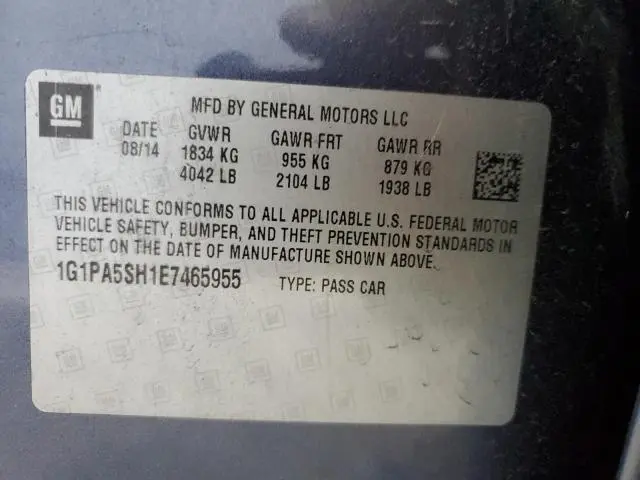 GM
MFD BY GENERAL MOTORS LLC
DATE GVWR GAWR FRT GAWR RR
08/14 1834 KG 955 KG 879 KG
4042 LB 2104 LB 1938 LB
THIS VEHICLE CONFORMS TO ALL APPLICABLE U.S. FEDERAL MOTOR
VEHICLE SAFETY, BUMPER, AND THEFT PREVENTION STANDARDS IN
EFFECT ON THE DATE OF MANUFACTURE SHOWN ABOVE.
1G1PA5SH1E7465955 TYPE: PASS CAR